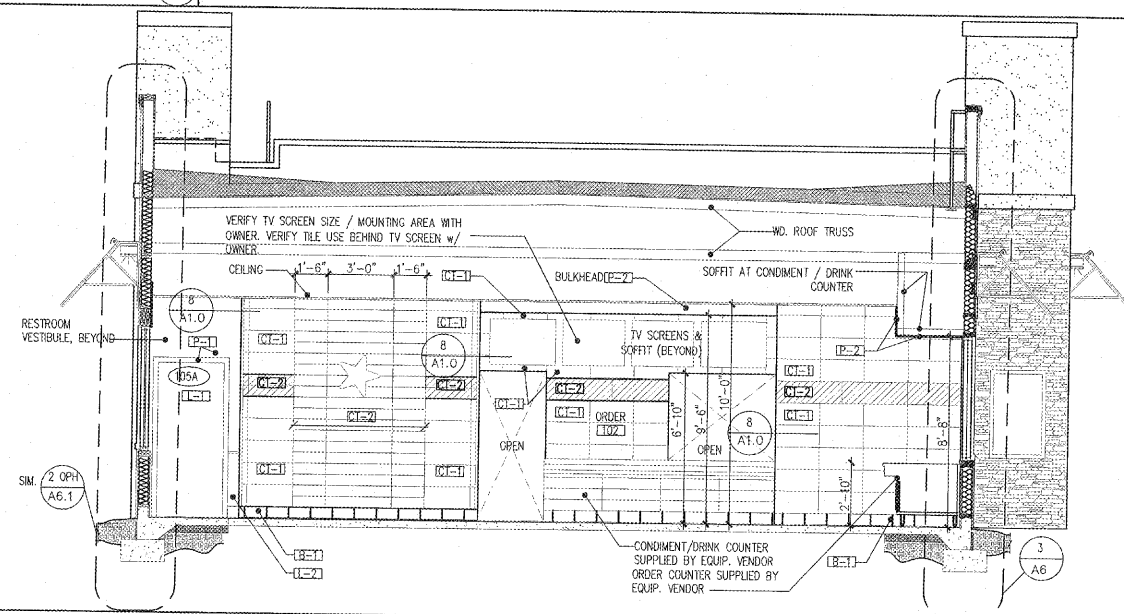 VERIFY TV SCREEN SIZE / MOUNTING AREA WITH
OWNER. VERIFY TILE USE BEHIND TV SCREEN w/
OWNER.
WD. ROOF TRUSS
CEILING
1'-6"
3'-0"
1'-6"
CT-1
BULKHEAD
P-2
SOFFIT AT CONDIMENT / DRINK
COUNTER
RESTROOM
VESTIBULE, BEYOND
8
A1.0
P-1
105A
L-1
CT-1
CT-1
8
A1.0
TV SCREENS &
SOFFIT (BEYOND)
P-2
CT-1
CT-2
CT-2
CT-2
CT-2
CT-2
CT-1
CT-1
CT-1
ORDER
102
6'-10"
9'-6"
10'-0"
8
A1.0
8'-8"
OPEN
OPEN
CT-1
CT-1
2'-10"
SIM.
2 OPH
A6.1
B-1
L-2
CONDIMENT/DRINK COUNTER
SUPPLIED BY EQUIP. VENDOR
ORDER COUNTER SUPPLIED BY
EQUIP. VENDOR
B-1
3
A6